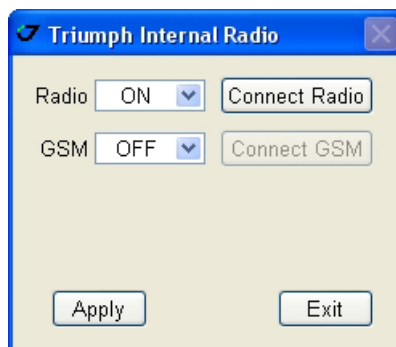 Triumph Internal Radio
Radio ON Connect Radio
GSM OFF Connect GSM
Apply Exit